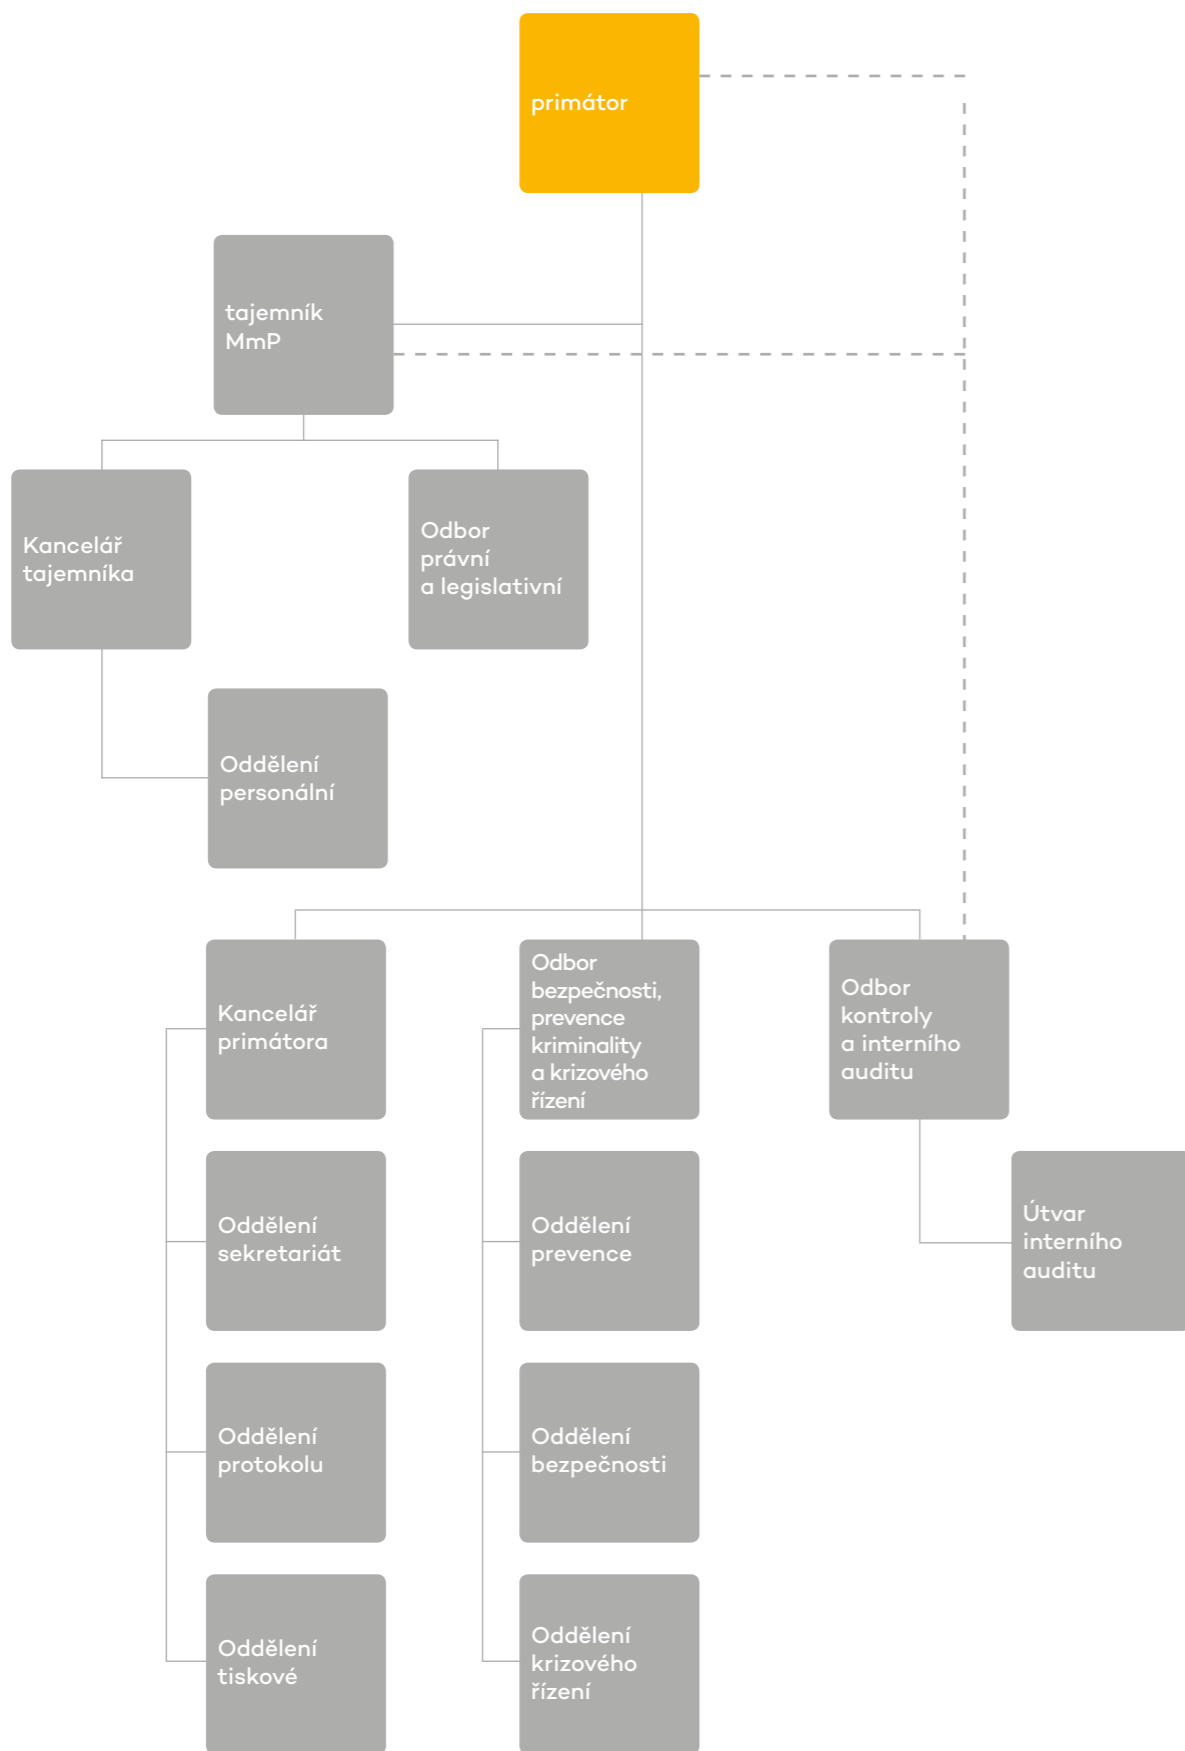 primátor
tajemník
MmP
Kancelář
tajemníka
Odbor
právní
a legislativní
Oddělení
personální
Kancelář
primátora
Odbor
bezpečnosti,
prevence
kriminality
a krizového
řízení
Odbor
kontroly
a interního
auditu
Oddělení
sekretariát
Oddělení
prevence
Útvar
interního
auditu
Oddělení
protokolu
Oddělení
bezpečnosti
Oddělení
tiskové
Oddělení
krizového
řízení